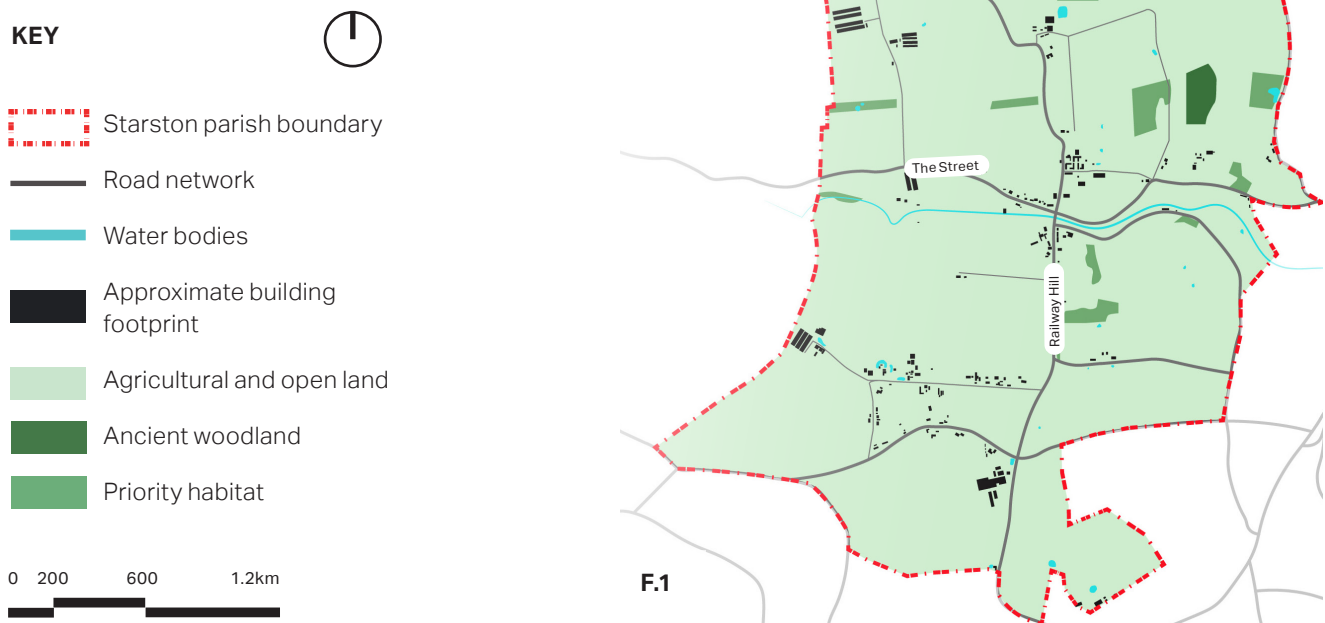 KEY
Starston parish boundary
Road network
Water bodies
Approximate building
footprint
Agricultural and open land
Ancient woodland
Priority habitat
0 200 600 1.2km
The Street
Railway Hill
F.1